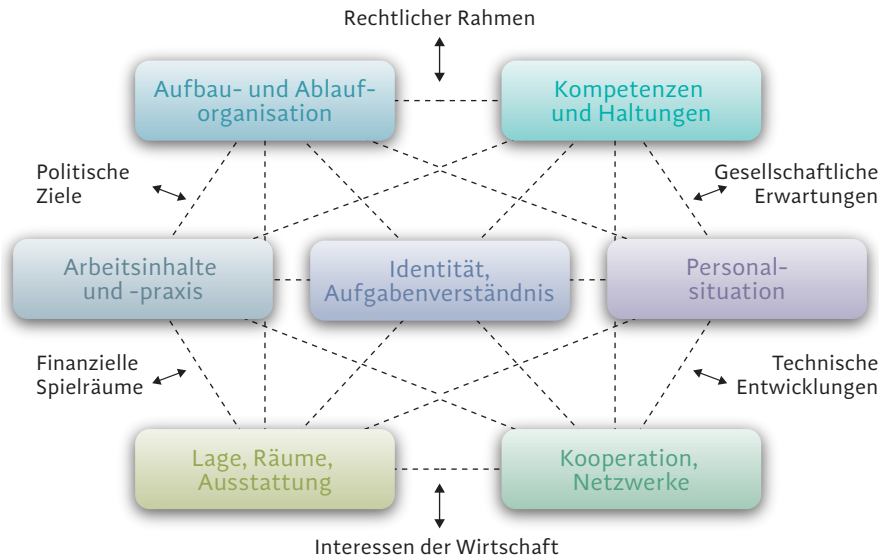 Rechtlicher Rahmen
Aufbau- und Ablauf-
organisation
Kompetenzen
und Haltungen
Politische
Ziele
Gesellschaftliche
Erwartungen
Arbeitsinhalte
und -praxis
Identität,
Aufgabenverständnis
Personal-
situation
Finanzielle
Spielräume
Technische
Entwicklungen
Lage, Räume,
Ausstattung
Kooperation,
Netzwerke
Interessen der Wirtschaft